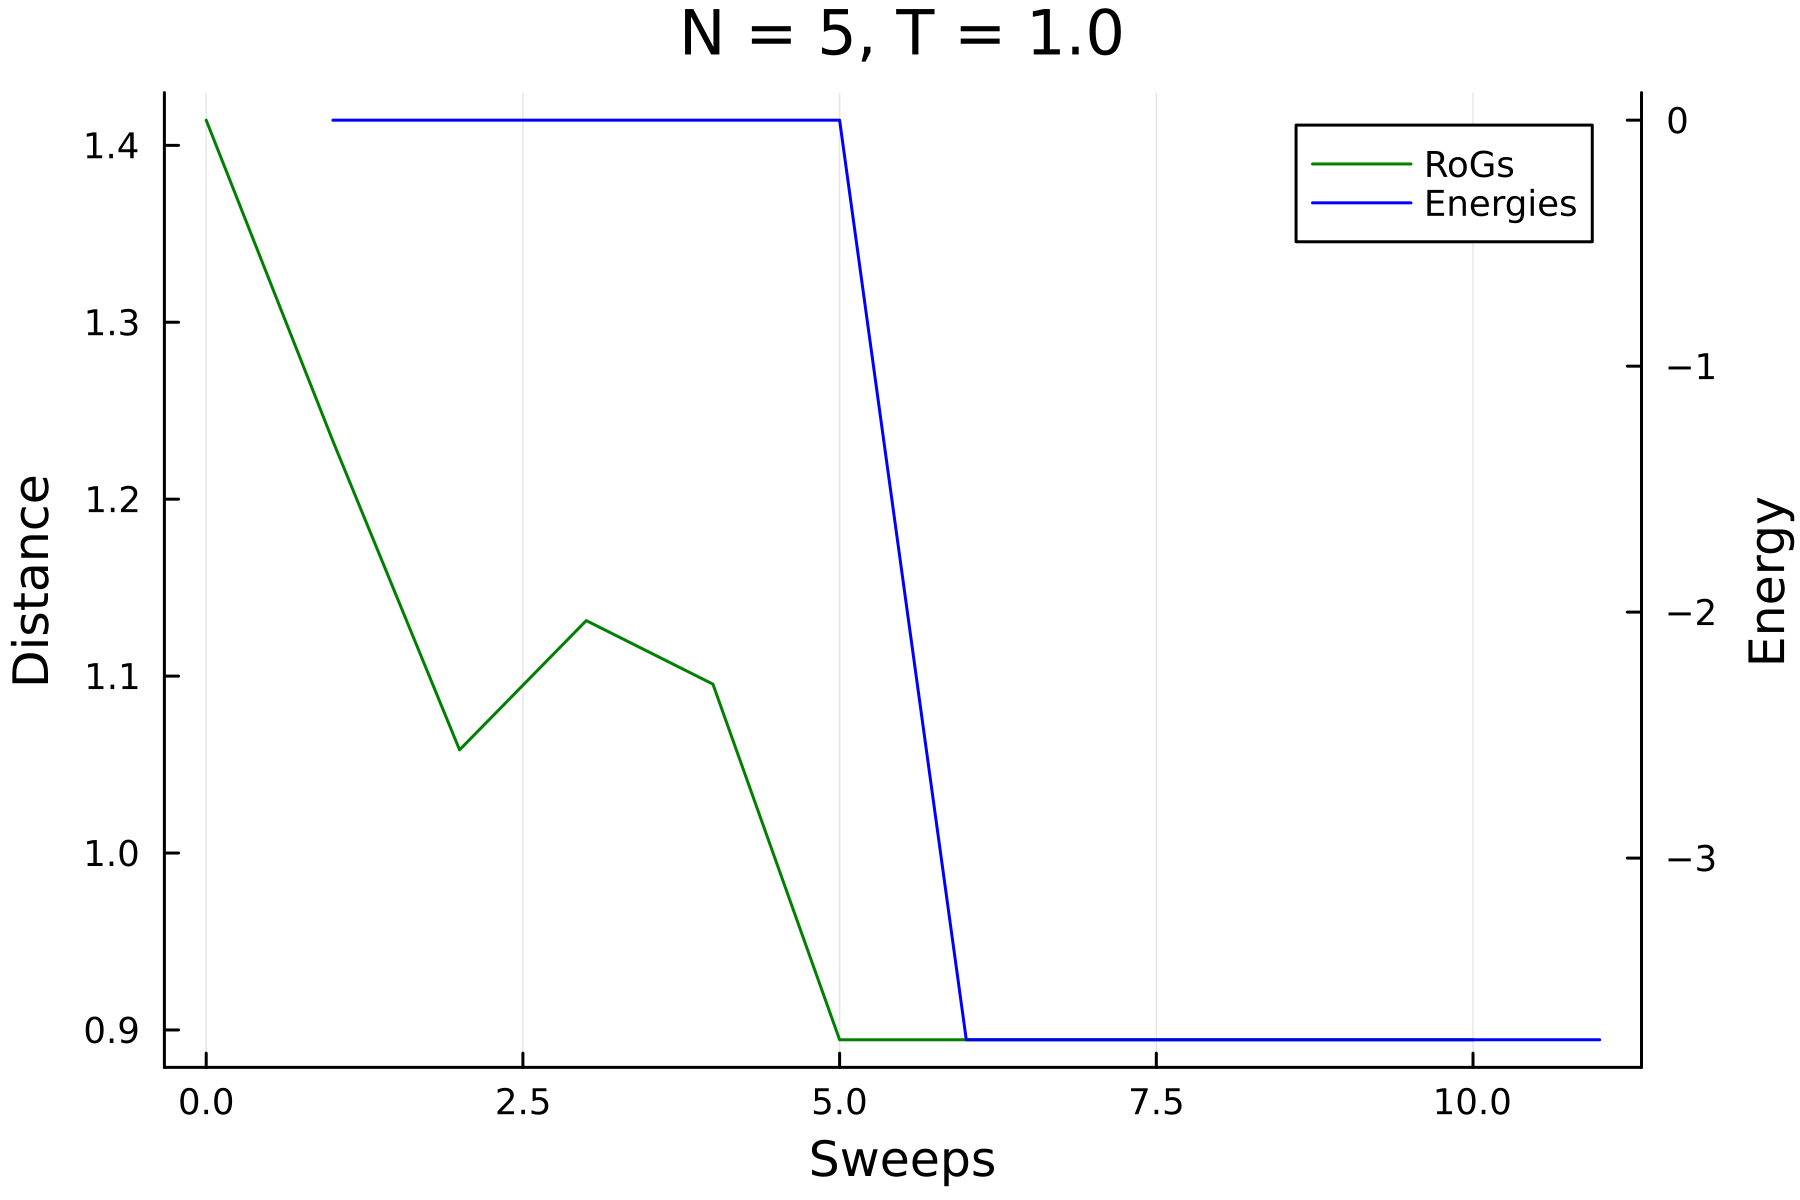 N = 5, T = 1.0
1.4
1.3
1.2
1.1
1.0
0.9
Distance
0
−1
−2
−3
Energy
RoGs
Energies
0.0 2.5 5.0 7.5 10.0
Sweeps